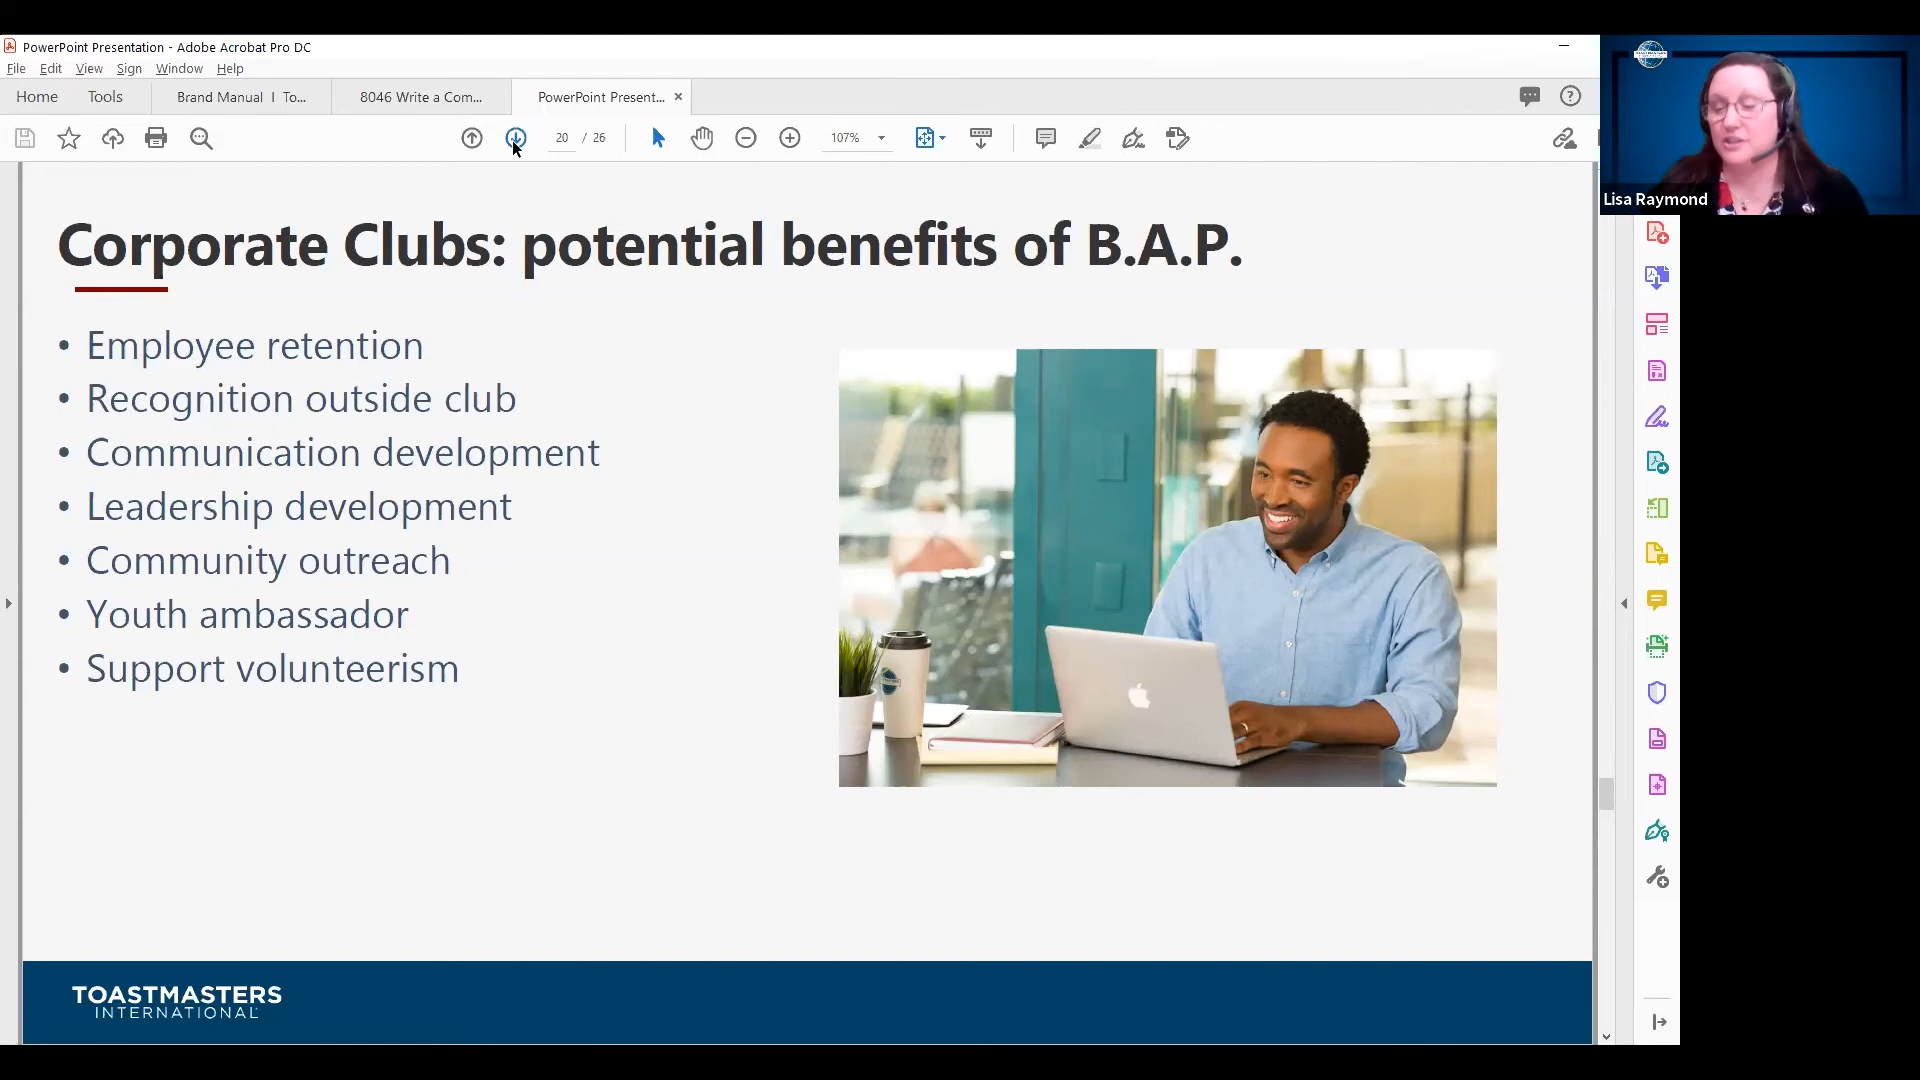 PowerPoint Presentation - Adobe Acrobat Pro DC
File Edit View Sign Window Help
Home Tools Brand Manual | To... 8046 Write a Com... PowerPoint Present... ×
20 / 26 107%
Lisa Raymond
Corporate Clubs: potential benefits of B.A.P.
• Employee retention
• Recognition outside club
• Communication development
• Leadership development
• Community outreach
• Youth ambassador
• Support volunteerism
TOASTMASTERS
INTERNATIONAL